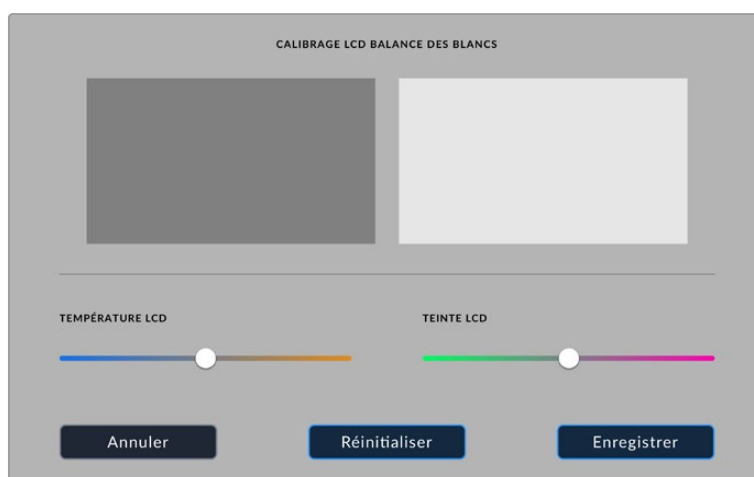 CALIBRAGE LCD BALANCE DES BLANCS
TEMPÉRATURE LCD
TEINTE LCD
Annuler
Réinitialiser
Enregistrer